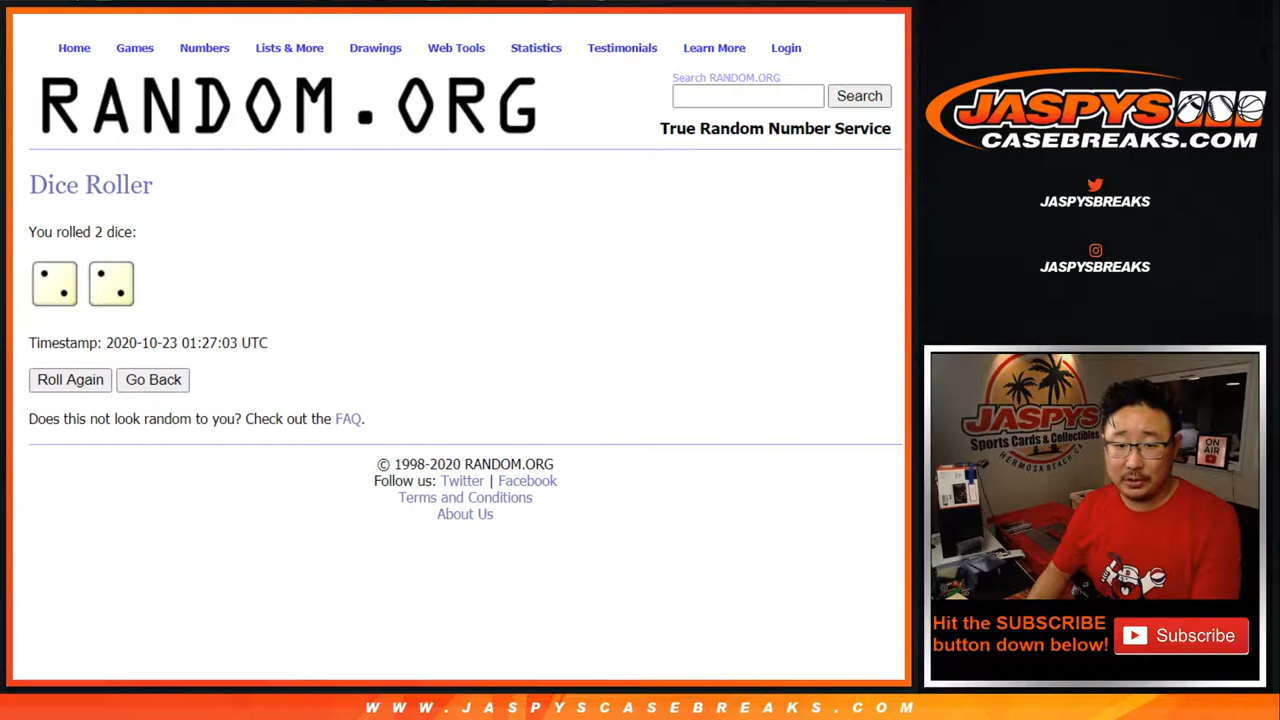 Home Games Numbers Lists & More Drawings Web Tools Statistics Testimonials Learn More Login
RANDOM.ORG
Search RANDOM.ORG
Search
True Random Number Service
Dice Roller
You rolled 2 dice:
Timestamp: 2020-10-23 01:27:03 UTC
Roll Again Go Back
Does this not look random to you? Check out the FAQ.
© 1998-2020 RANDOM.ORG
Follow us: Twitter | Facebook
Terms and Conditions
About Us
JASPYS
CASEBREAKS.COM
JASPYSBREAKS
JASPYSBREAKS
JASPYS
Sports Cards & Collectibles
HERMOSA BEACH, CA
ON
AIR
Hit the SUBSCRIBE
button down below!
Subscribe
WWW.JASPYSCASEBREAKS.COM